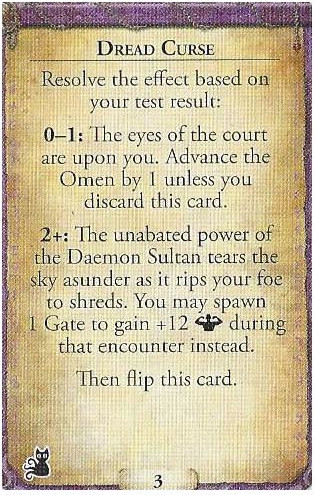 DREAD CURSE
Resolve the effect based on
your test result:
0–1: The eyes of the court
are upon you. Advance the
Omen by 1 unless you
discard this card.
2+: The unabated power of
the Daemon Sultan tears the
sky asunder as it rips your foe
to shreds. You may spawn
1 Gate to gain +12 during
that encounter instead.
Then flip this card.
3